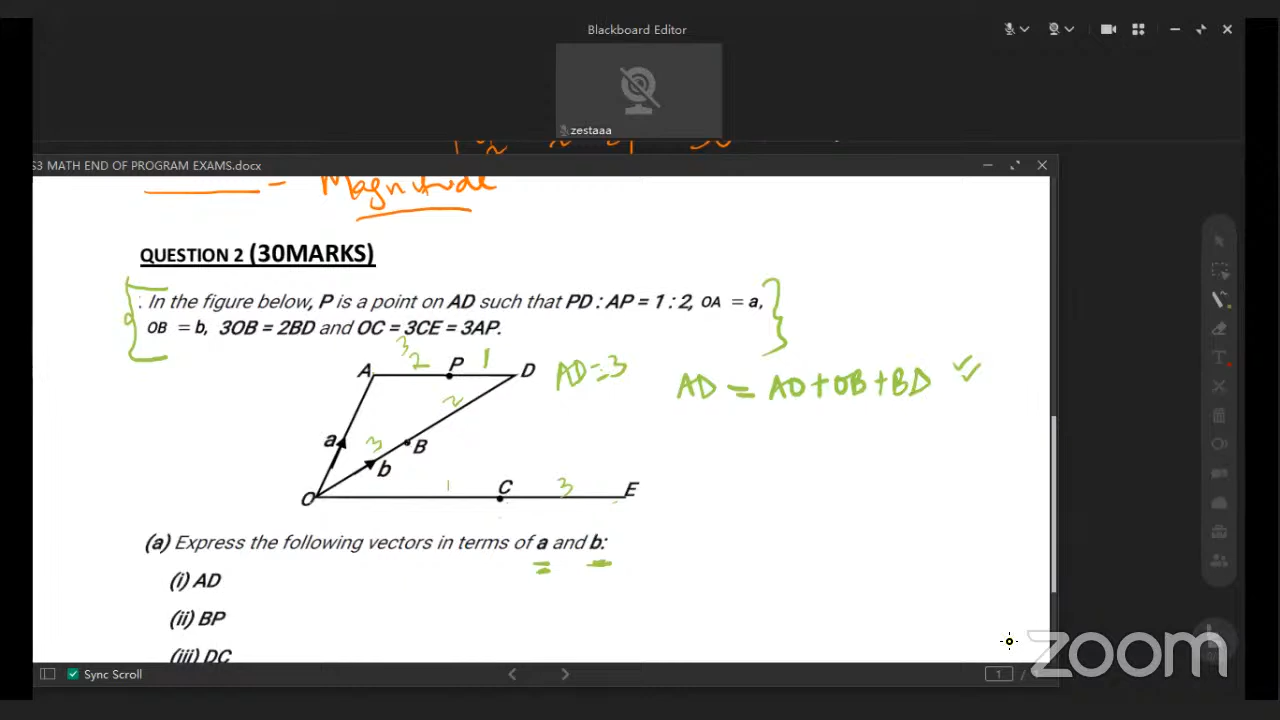 Blackboard Editor
zesta​aa
S3 MATH END OF PROGRAM EXAMS.docx
Magnitude
QUESTION 2 (30MARKS)
. In the figure below, P is a point on AD such that PD : AP = 1 : 2, OA = a,
OB = b, 3OB = 2BD and OC = 3CE = 3AP.
3
A 2 P 1 D AD=3
AD = AO+OB+BD
2
a 3 B
b
O 1 C 3 E
(a) Express the following vectors in terms of a and b:
(i) AD
(ii) BP
(iii) DC
Sync Scroll
1 /
zoom